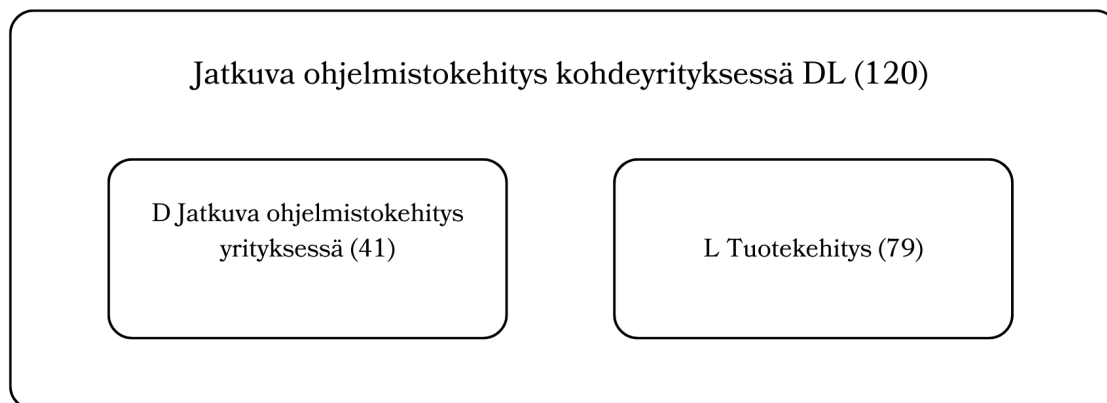 Jatkuva ohjelmistokehitys kohdeyrityksessä DL (120)
D Jatkuva ohjelmistokehitys
yrityksessä (41)
L Tuotekehitys (79)